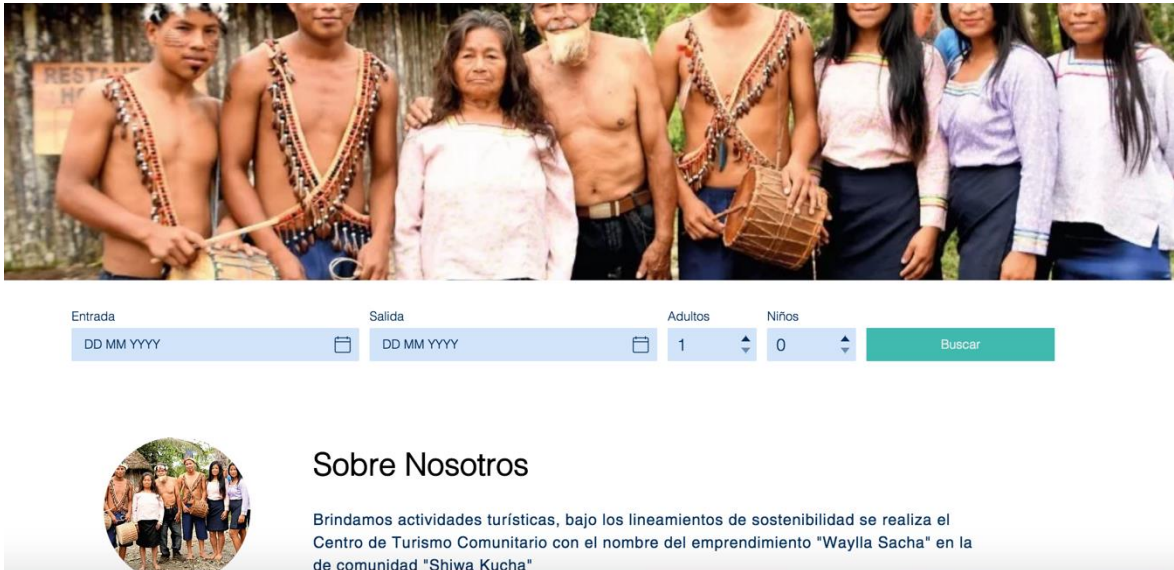 Entrada
Salida
Adultos
Niños
DD MM YYYY
DD MM YYYY
1
0
Buscar
Sobre Nosotros
Brindamos actividades turísticas, bajo los lineamientos de sostenibilidad se realiza el
Centro de Turismo Comunitario con el nombre del emprendimiento "Waylla Sacha" en la
de comunidad "Shiwa Kucha"